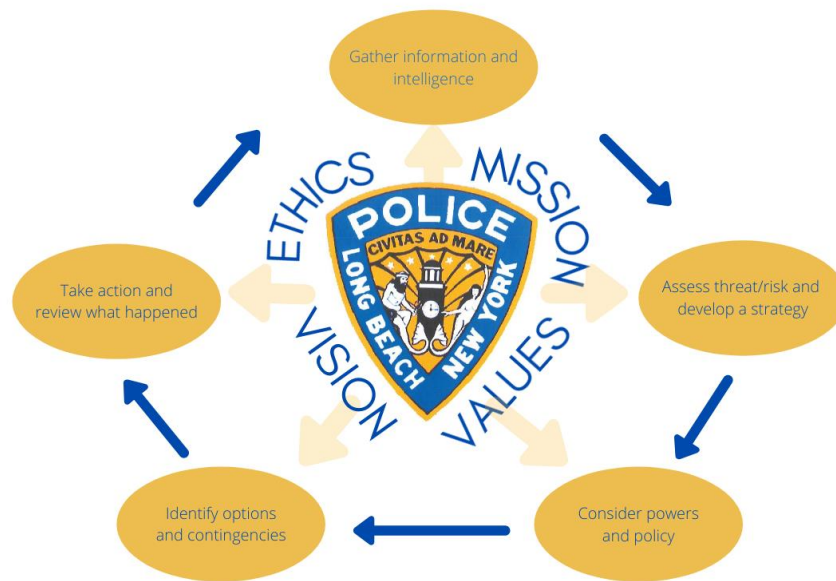 Gather information and
intelligence
ETHICS
MISSION
POLICE
CIVITAS AD MARE
LONG BEACH
NEW YORK
Take action and
review what happened
Assess threat/risk and
develop a strategy
VISION
VALUES
Identify options
and contingencies
Consider powers
and policy